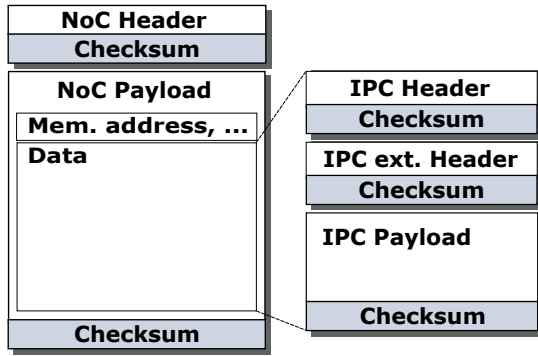 NoC Header
Checksum
NoC Payload
Mem. address, ...
Data
Checksum
IPC Header
Checksum
IPC ext. Header
Checksum
IPC Payload
Checksum